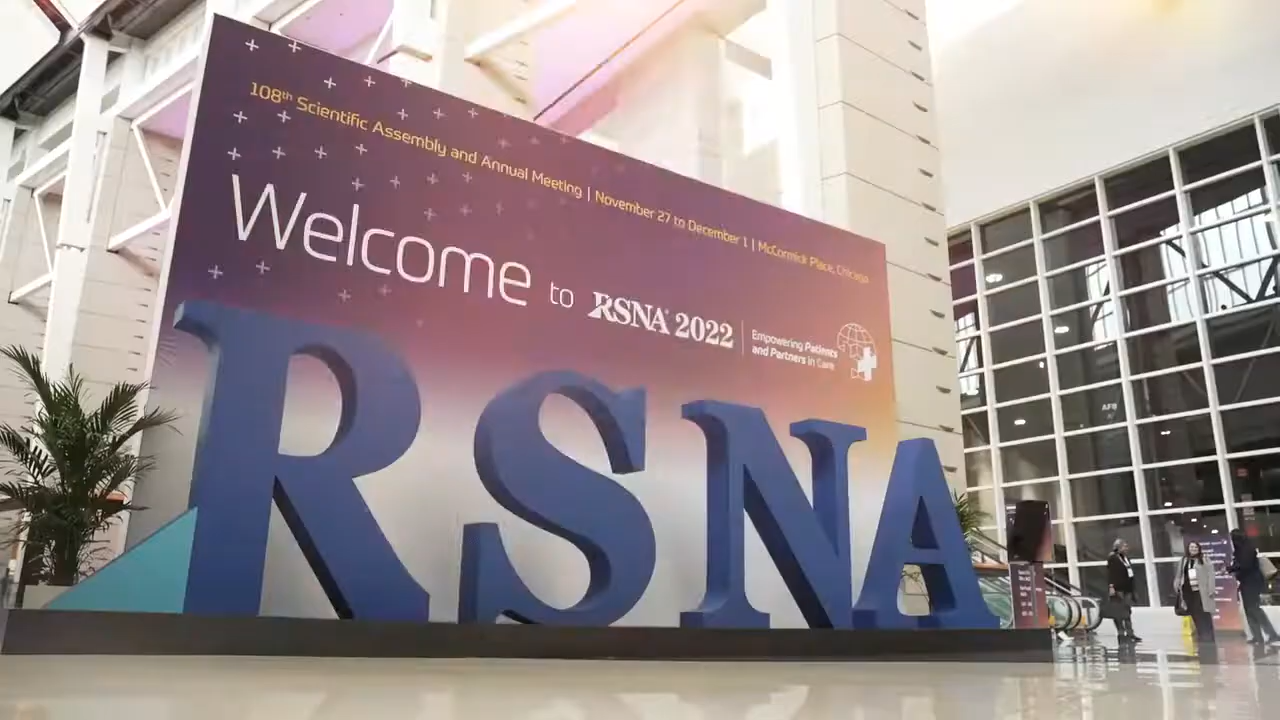 108th Scientific Assembly and Annual Meeting | November 27 to December 1 | McCormick Place, Chicago
Welcome to RSNA 2022
Empowering Patients
and Partners in Care
RSNA